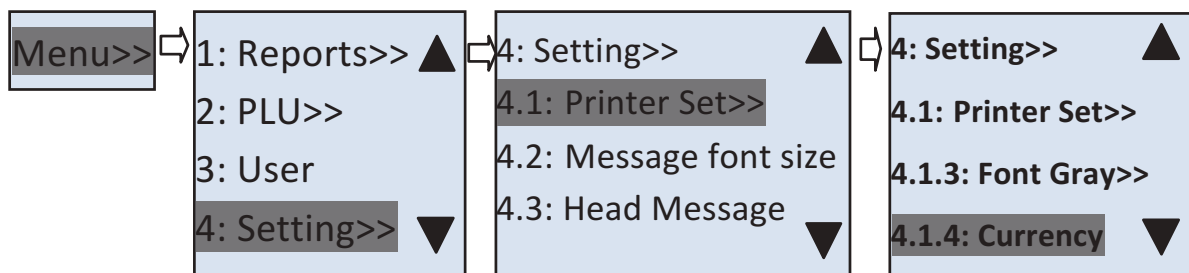 Menu>>
1: Reports>>
2: PLU>>
3: User
4: Setting>>
4: Setting>>
4.1: Printer Set>>
4.2: Message font size
4.3: Head Message
4: Setting>>
4.1: Printer Set>>
4.1.3: Font Gray>>
4.1.4: Currency